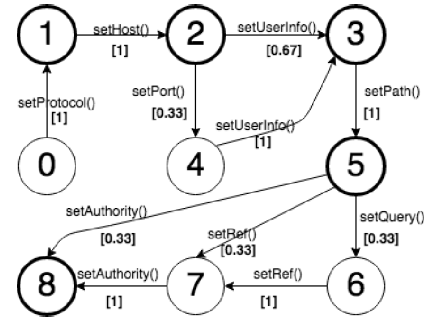 1
setHost()
[1]
2
setUserInfo()
[0.67]
3
setProtocol()
[1]
setPort()
[0.33]
setUserInfo()
[1]
setPath()
[1]
0
4
5
setAuthority()
[0.33]
setRef()
[0.33]
setQuery()
[0.33]
8
setAuthority()
[1]
7
setRef()
[1]
6